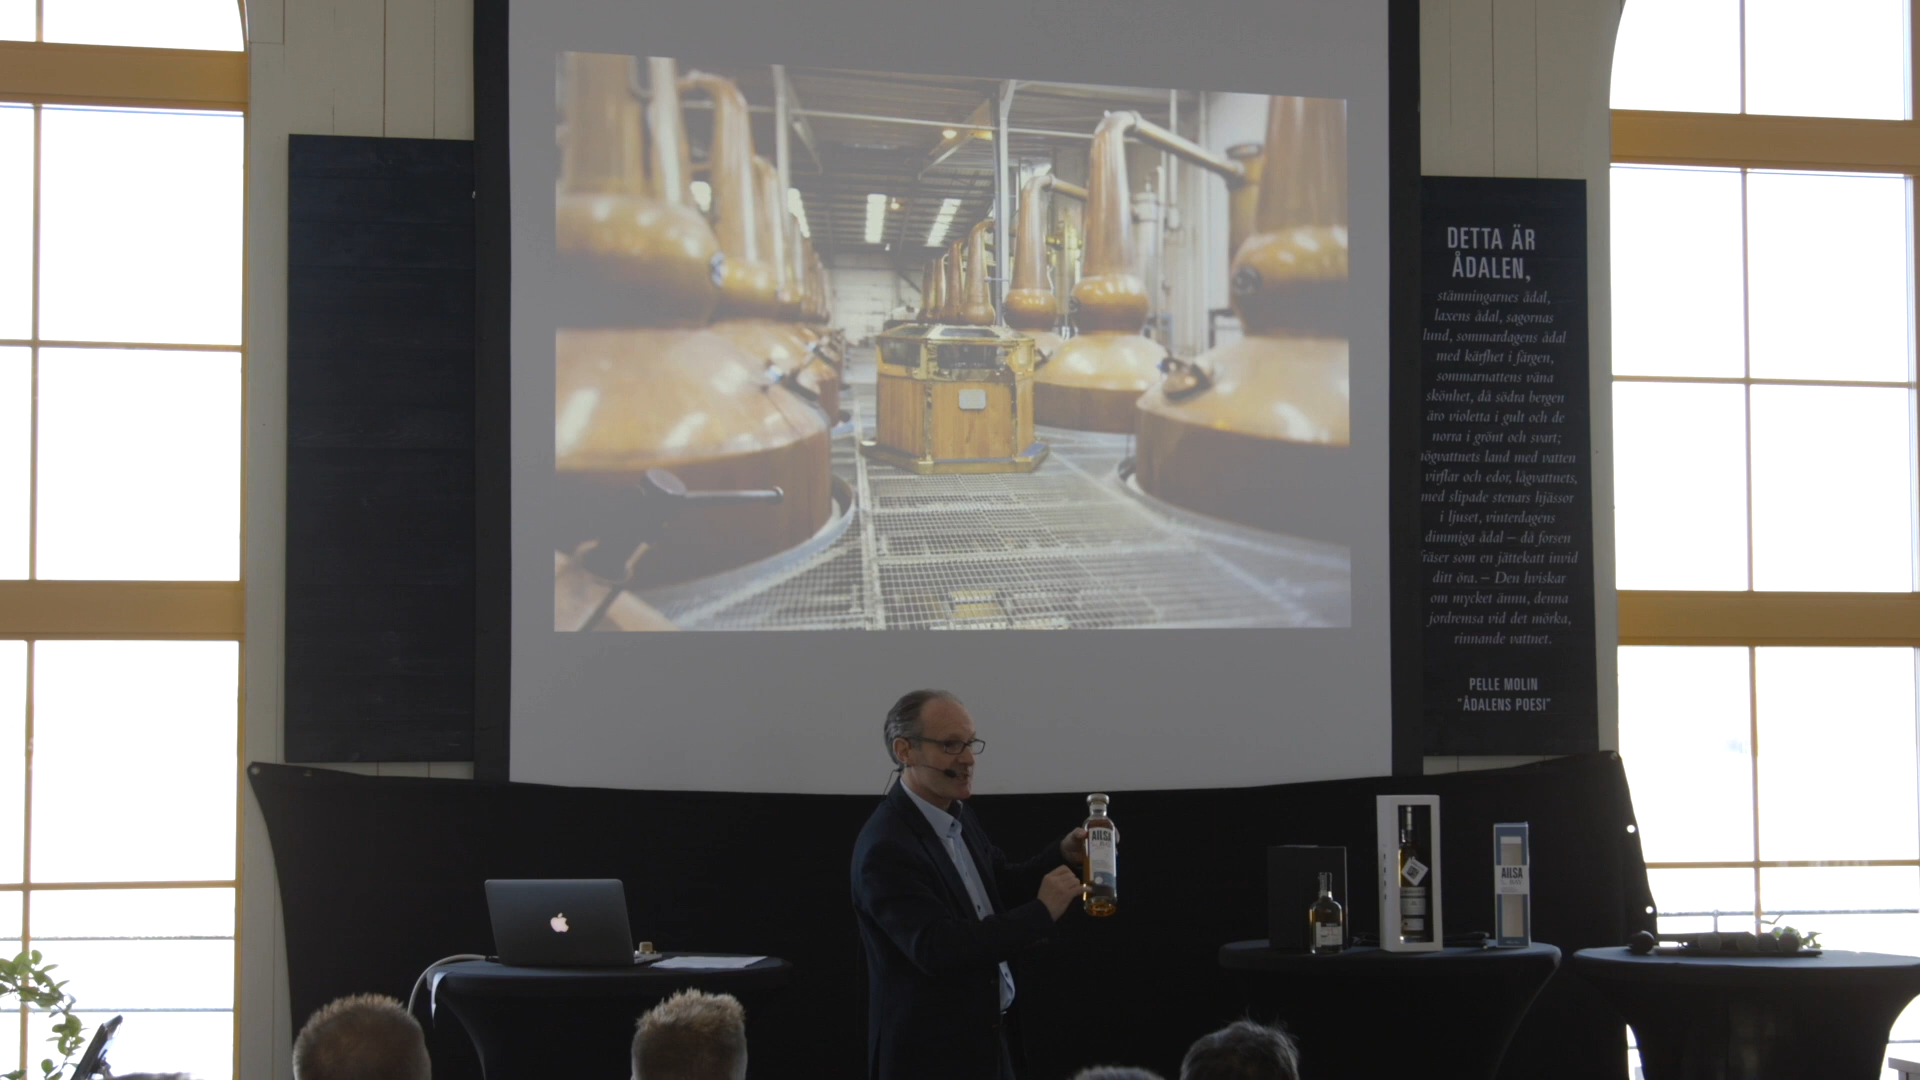 DETTA ÄR
ÅDALEN,
stämningarnes ådal,
laxens ådal, sagornas
lund, sommardagens ådal
med kärfhet i färgen,
sommarnattens väna
skönhet, då södra bergen
äro violetta i gult och de
norra i grönt och svart;
högvattnets land med vatten
virflar och edor, lågvattnets,
med slipade stenars hjässor
i ljuset, vinterdagens
dimmiga ådal – då forsen
fräser som en jättekatt invid
ditt öra. – Den hviskar
om mycket ännu, denna
jordremsa vid det mörka,
rinnande vattnet.
PELLE MOLIN
"ÅDALENS POESI"
AILSA
AILSA